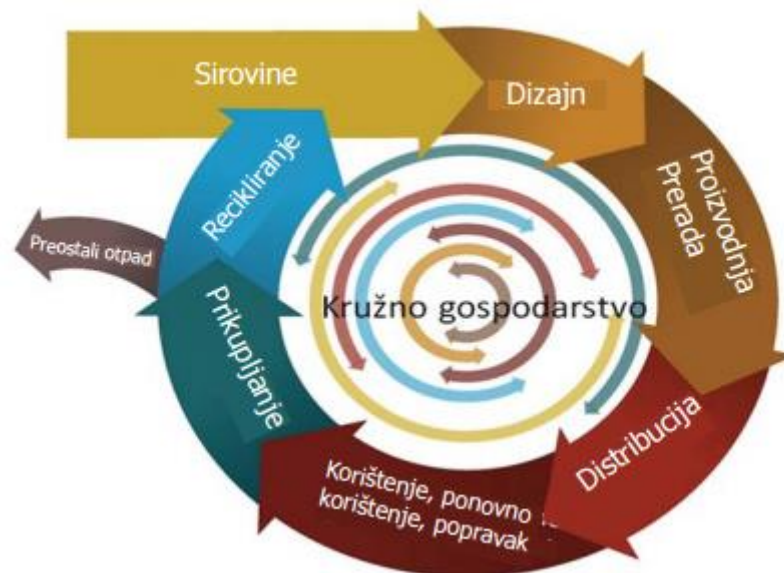 Sirovine
Dizajn
Proizvodnja
Prerada
Distribucija
Korištenje, ponovno
korištenje, popravak
Prikupljanje
Recikliranje
Preostali otpad
Kružno gospodarstvo